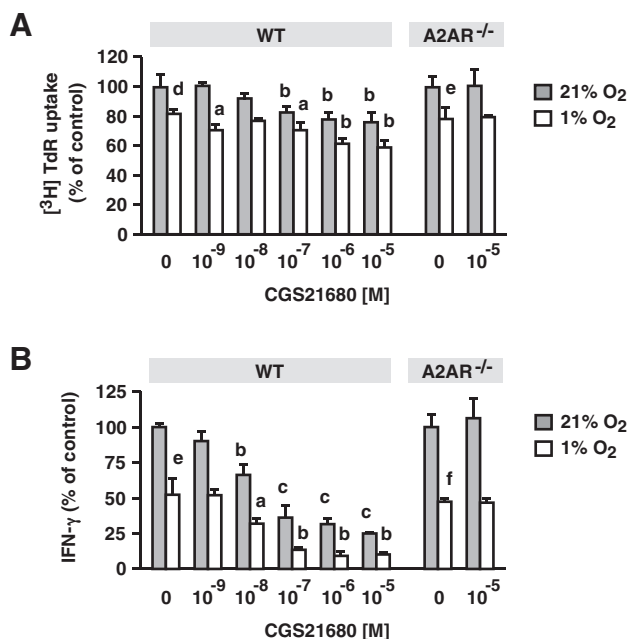 A
WT
A2AR-/-
120
100
80
60
40
20
0
[³H] TdR uptake
(% of control)
d
a
b
a
b
b
b
b
e
21% O₂
1% O₂
0 10⁻⁹ 10⁻⁸ 10⁻⁷ 10⁻⁶ 10⁻⁵ 0 10⁻⁵
CGS21680 [M]
B
WT
A2AR-/-
125
100
75
50
25
0
IFN-γ (% of control)
e
b
a
c
b
c
b
c
b
f
21% O₂
1% O₂
0 10⁻⁹ 10⁻⁸ 10⁻⁷ 10⁻⁶ 10⁻⁵ 0 10⁻⁵
CGS21680 [M]